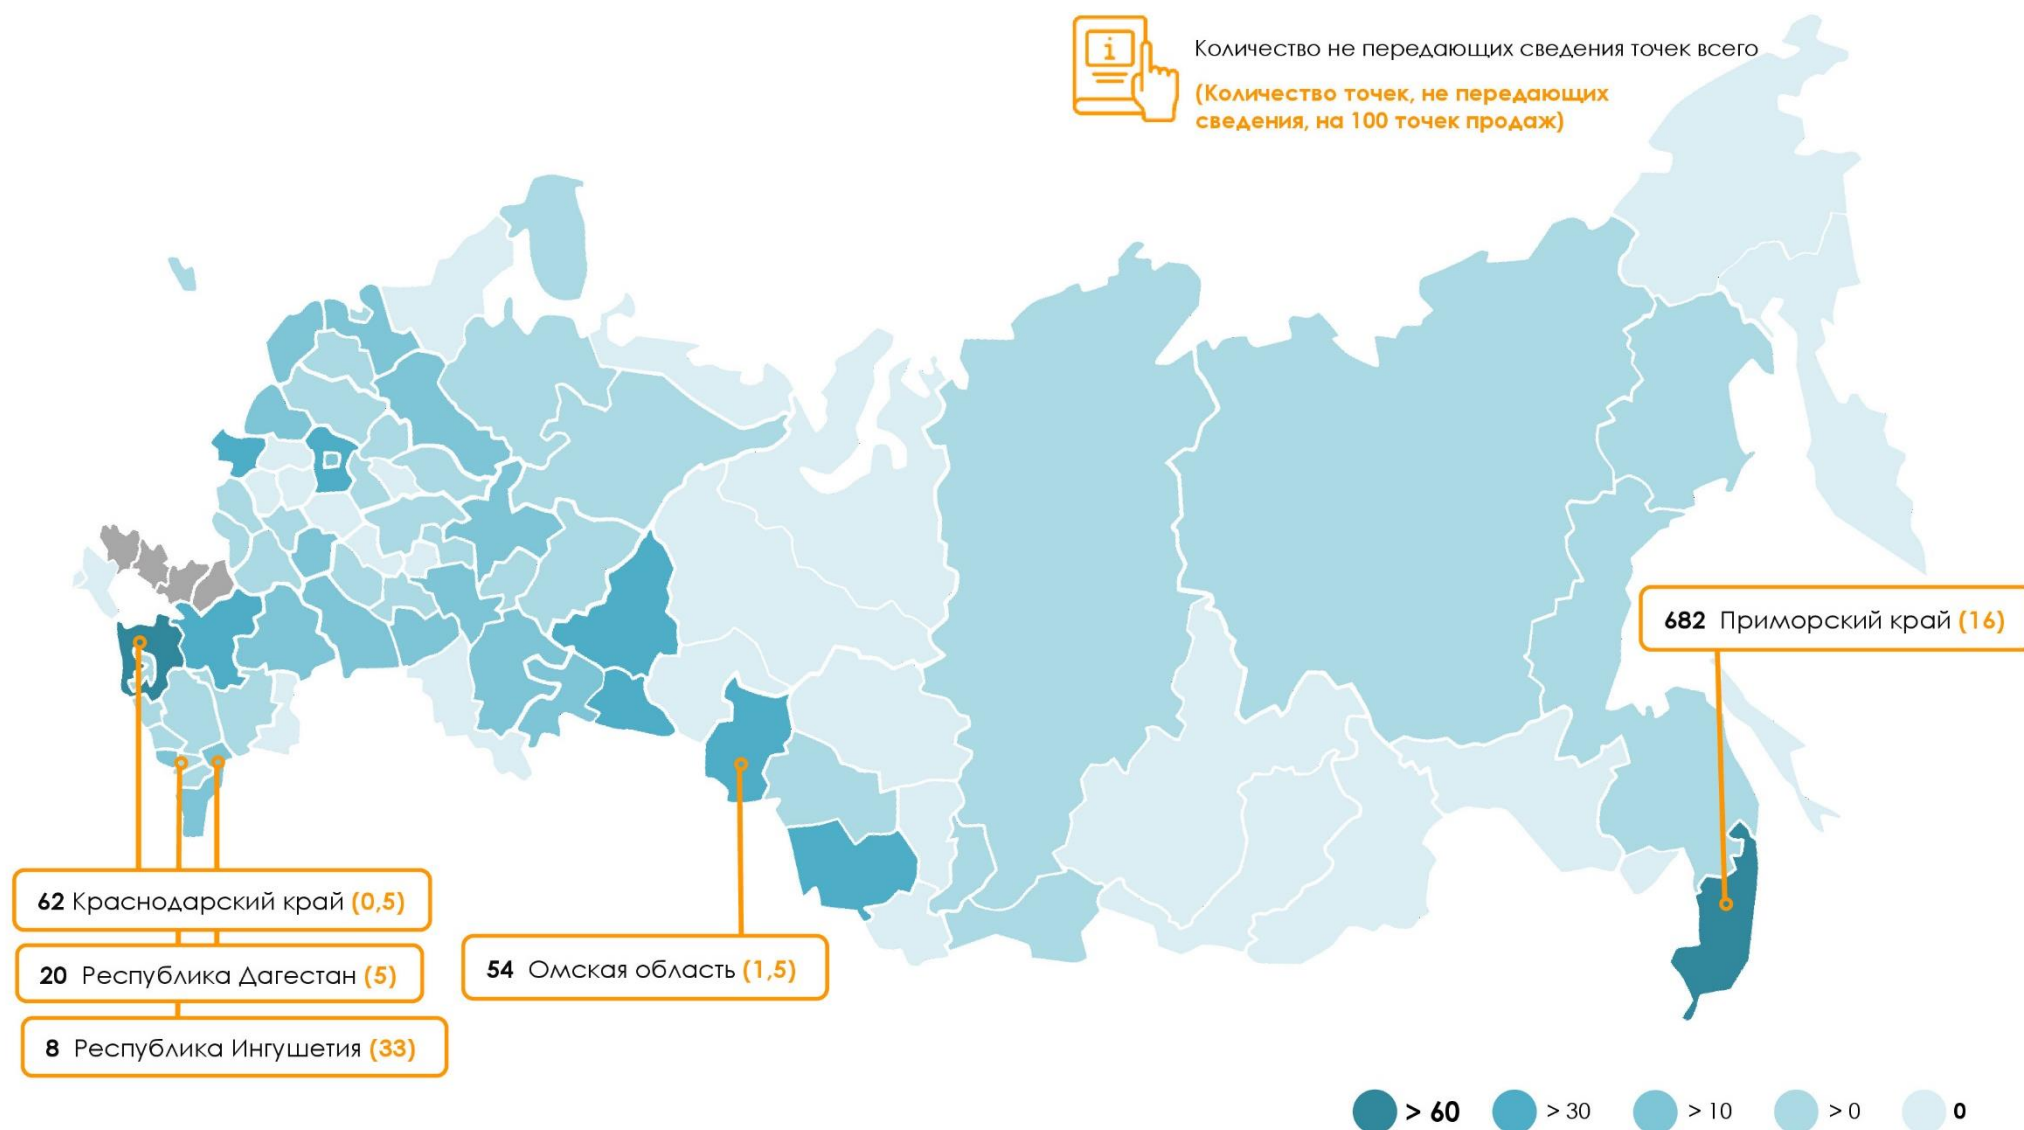 Количество не передающих сведения точек всего
(Количество точек, не передающих
сведения, на 100 точек продаж)
682 Приморский край (16)
62 Краснодарский край (0,5)
20 Республика Дагестан (5)
8 Республика Ингушетия (33)
54 Омская область (1,5)
> 60 > 30 > 10 > 0 0